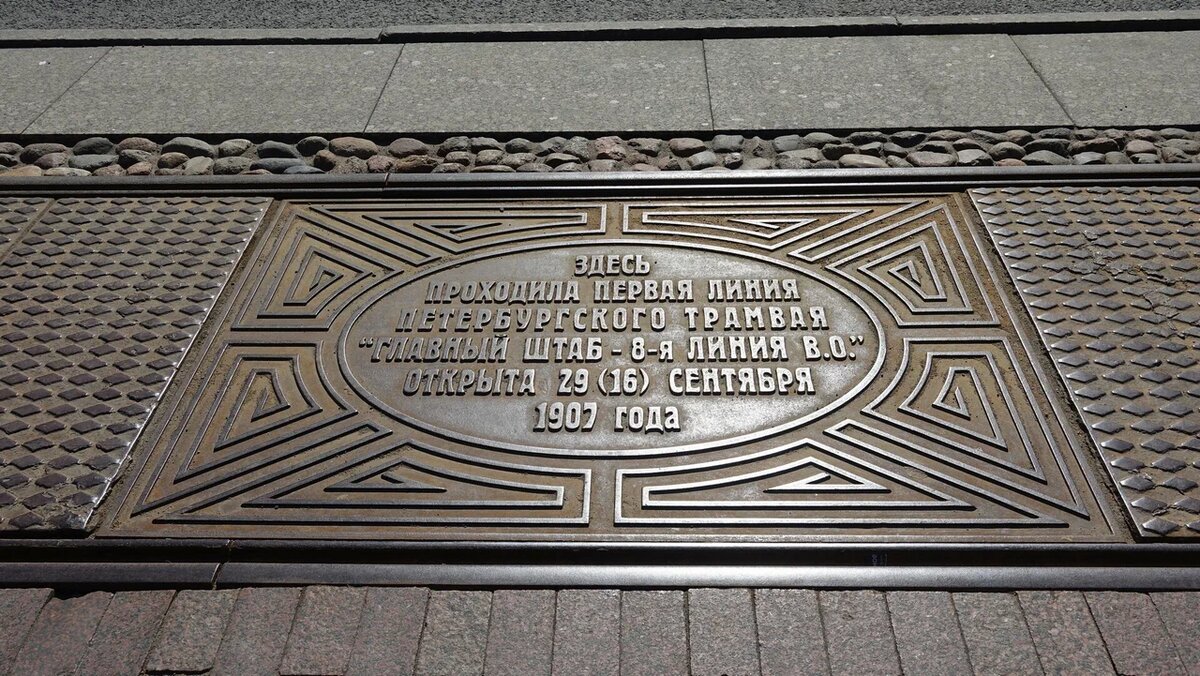 ЗДЕСЬ
ПРОХОДИЛА ПЕРВАЯ ЛИНИЯ
ПЕТЕРБУРГСКОГО ТРАМВАЯ
"ГЛАВНЫЙ ШТАБ - 8-Я ЛИНИЯ В.О."
ОТКРЫТА 29 (16) СЕНТЯБРЯ
1907 ГОДА